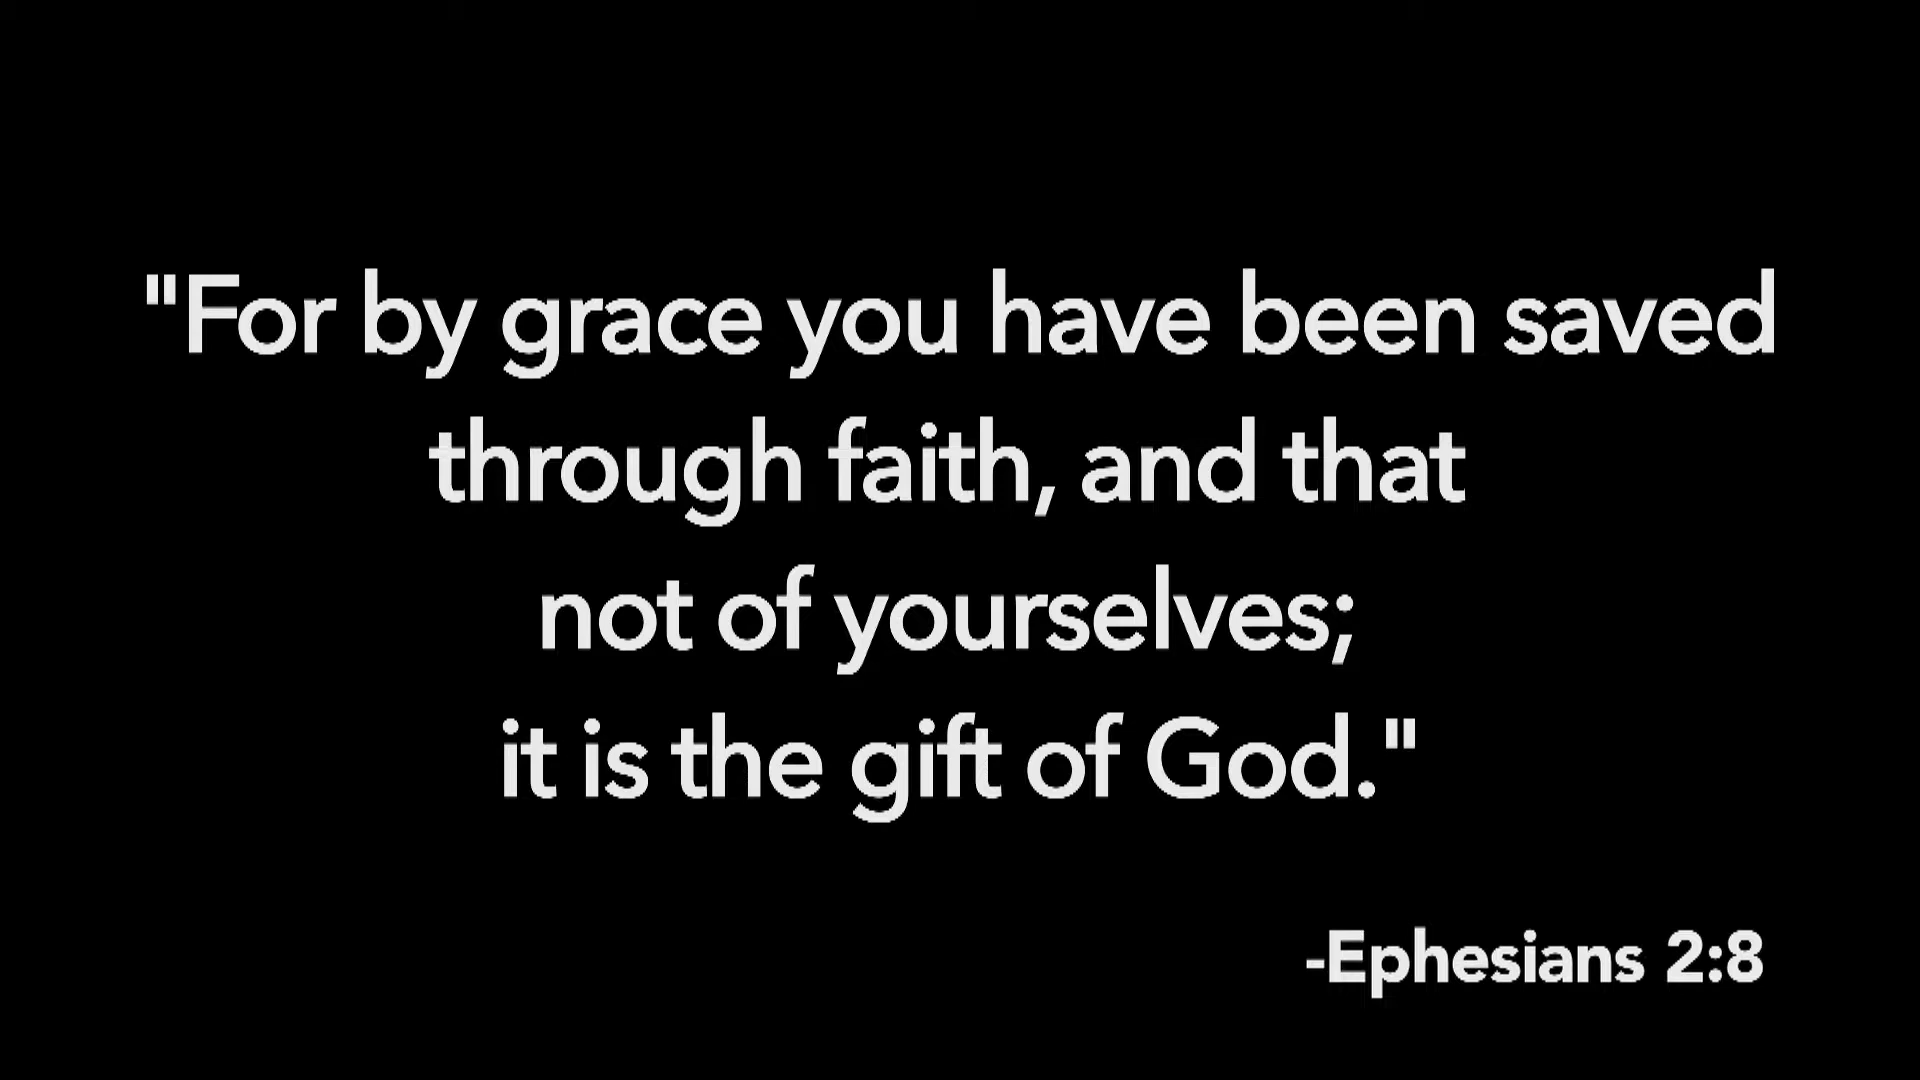 "For by grace you have been saved
through faith, and that
not of yourselves;
it is the gift of God."
-Ephesians 2:8